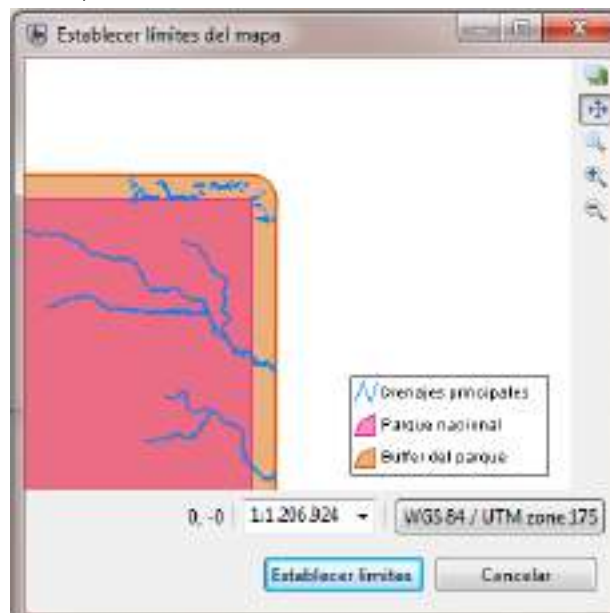 Establecer límites del mapa
Drenajes principales
Parque nacional
Buffer del parque
0, -0 1:1.206.924 WGS 84 / UTM zone 17S
Establecer límites Cancelar